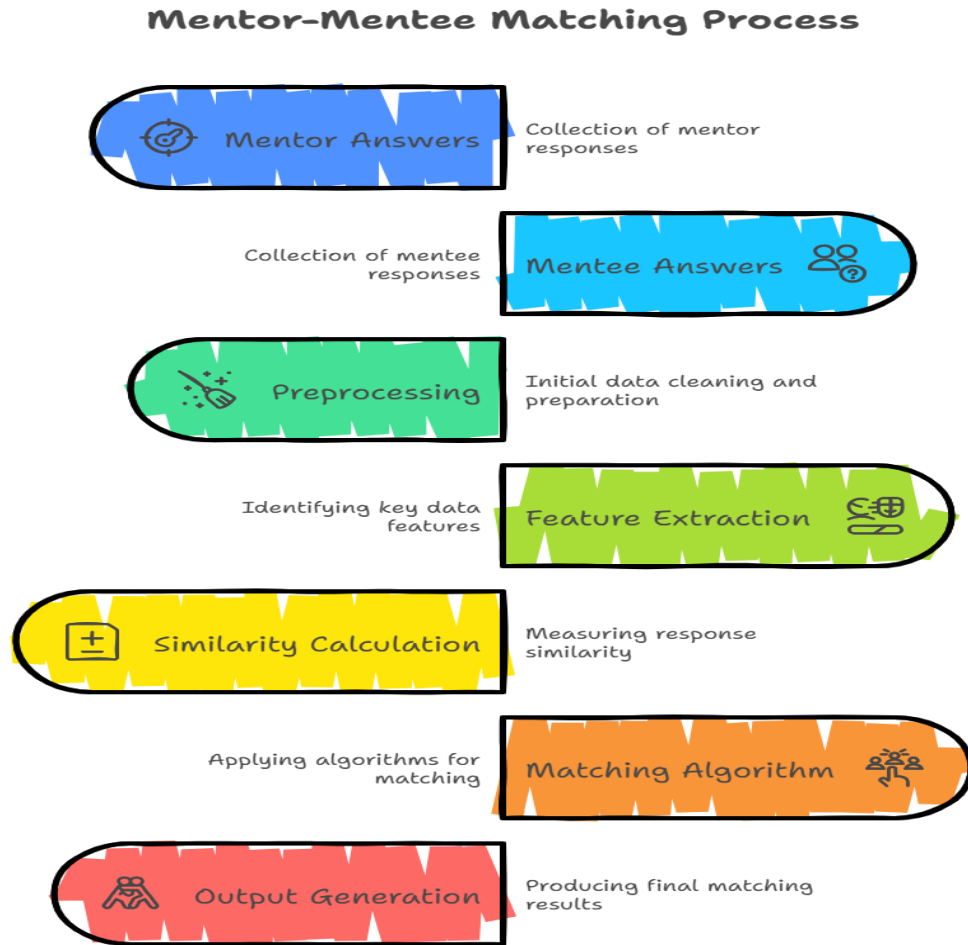 Mentor-Mentee Matching Process
Mentor Answers
Collection of mentor
responses
Collection of mentee
responses
Mentee Answers
?
Preprocessing
Initial data cleaning and
preparation
Identifying key data
features
Feature Extraction
Similarity Calculation
Measuring response
similarity
Applying algorithms for
matching
Matching Algorithm
Output Generation
Producing final matching
results